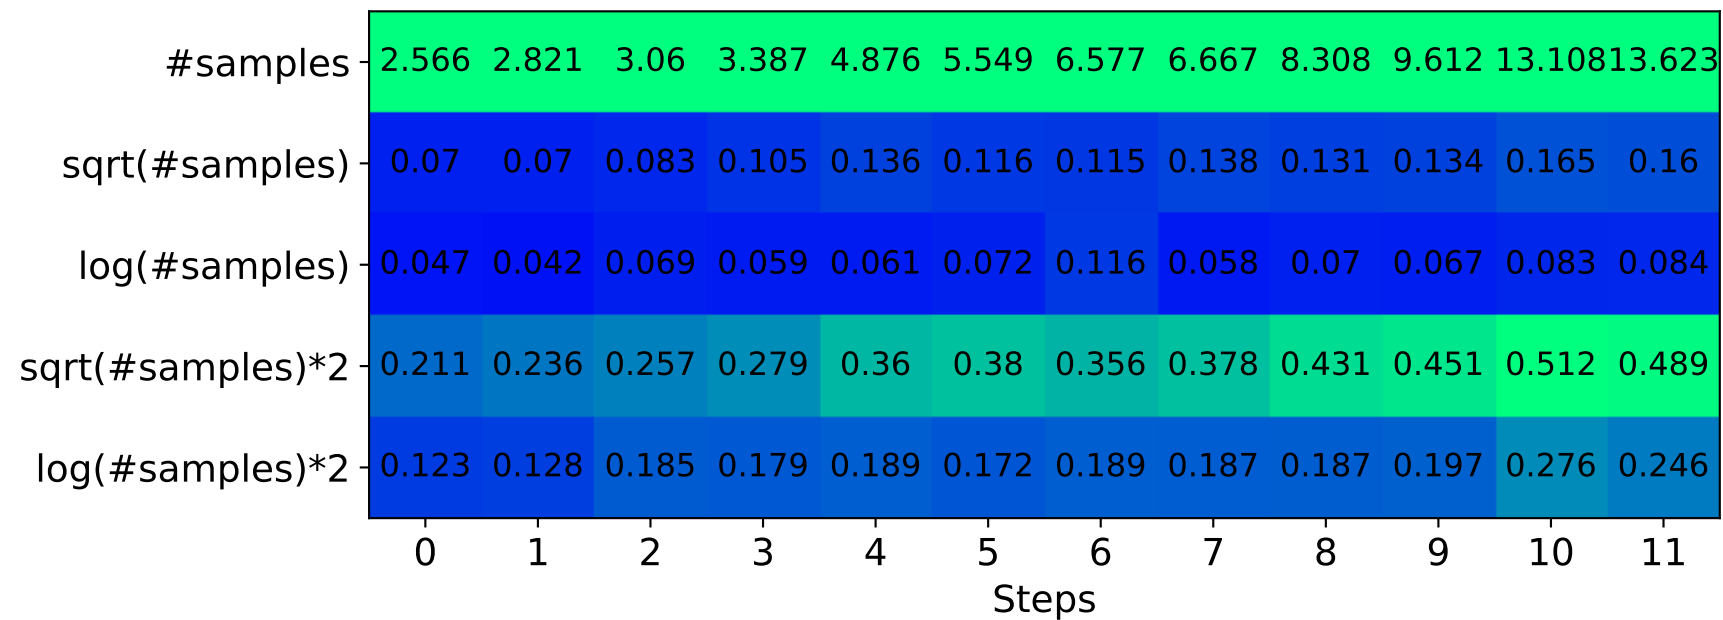 #samples 2.566 2.821 3.06 3.387 4.876 5.549 6.577 6.667 8.308 9.612 13.108 13.623
sqrt(#samples) 0.07 0.07 0.083 0.105 0.136 0.116 0.115 0.138 0.131 0.134 0.165 0.16
log(#samples) 0.047 0.042 0.069 0.059 0.061 0.072 0.116 0.058 0.07 0.067 0.083 0.084
sqrt(#samples)*2 0.211 0.236 0.257 0.279 0.36 0.38 0.356 0.378 0.431 0.451 0.512 0.489
log(#samples)*2 0.123 0.128 0.185 0.179 0.189 0.172 0.189 0.187 0.187 0.197 0.276 0.246
0 1 2 3 4 5 6 7 8 9 10 11
Steps